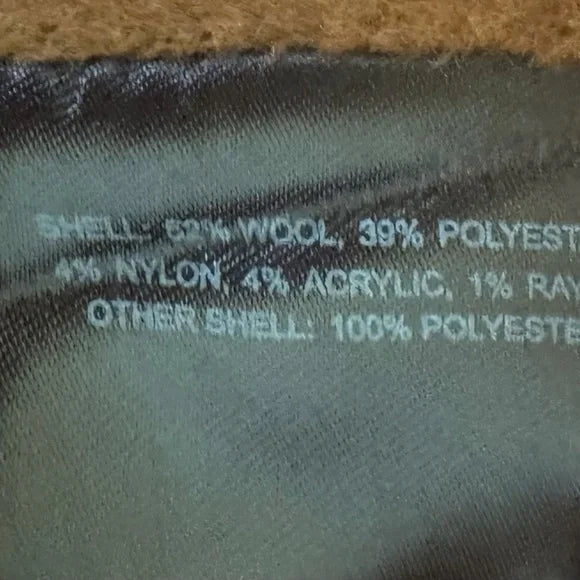 SHELL: 52% WOOL, 39% POLYEST
4% NYLON, 4% ACRYLIC, 1% RAY
OTHER SHELL: 100% POLYESTE